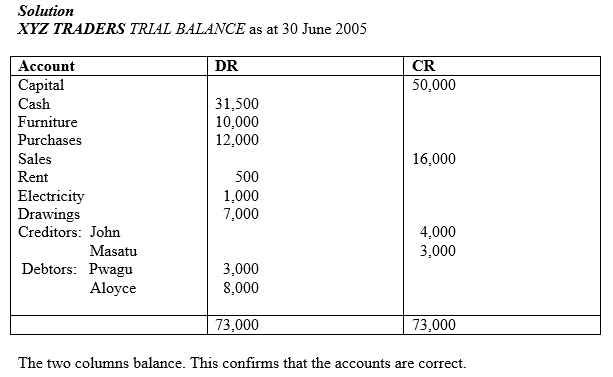 Solution
XYZ TRADERS TRIAL BALANCE as at 30 June 2005
Account DR CR
Capital 50,000
Cash 31,500
Furniture 10,000
Purchases 12,000
Sales 16,000
Rent 500
Electricity 1,000
Drawings 7,000
Creditors: John 4,000
Masatu 3,000
Debtors: Pwagu 3,000
Aloyce 8,000
73,000 73,000
The two columns balance. This confirms that the accounts are correct.